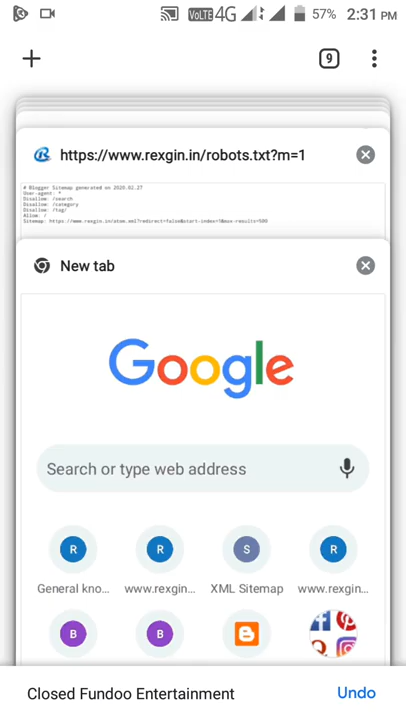 VoLTE 4G 57% 2:31 PM
9
https://www.rexgin.in/robots.txt?m=1
# Blogger Sitemap generated on 2020.02.27
User-agent: *
Disallow: /search
Disallow: /category
Disallow: /tag/
Allow: /
Sitemap: https://www.rexgin.in/atom.xml?redirect=false&start-index=1&max-results=500
New tab
Google
Search or type web address
R R S R
General kno... www.rexgin... XML Sitemap www.rexgin...
B B
Closed Fundoo Entertainment Undo